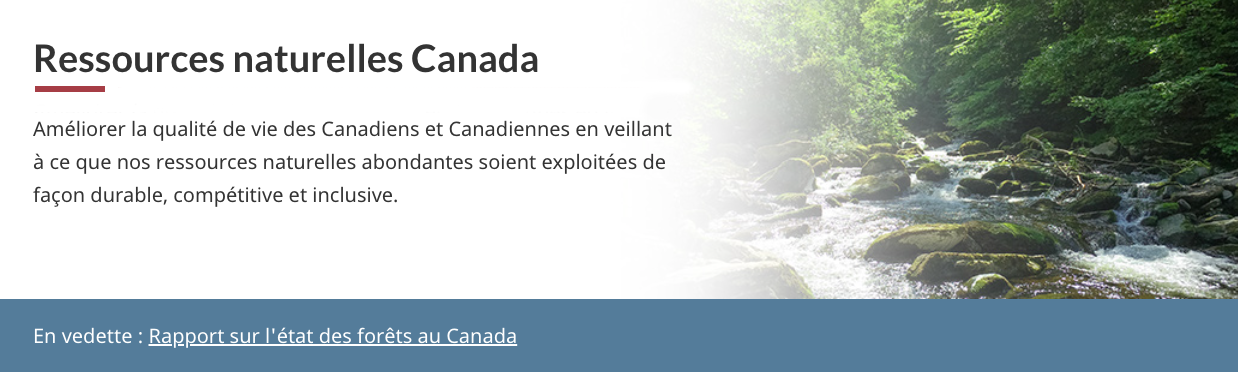 Ressources naturelles Canada
Améliorer la qualité de vie des Canadiens et Canadiennes en veillant
à ce que nos ressources naturelles abondantes soient exploitées de
façon durable, compétitive et inclusive.
En vedette : Rapport sur l'état des forêts au Canada